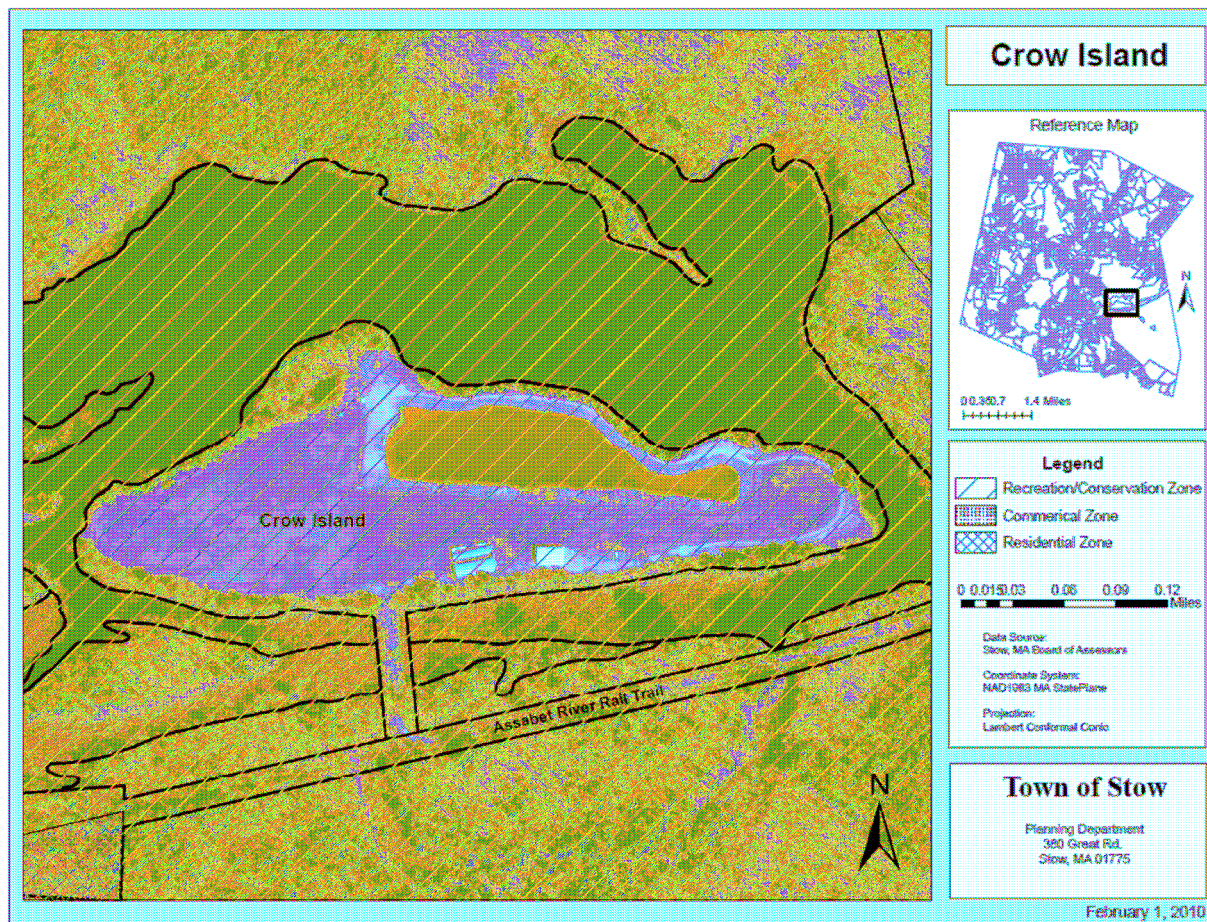 Crow Island
Reference Map
N
0 0.35 0.7 1.4 Miles
Legend
Recreation/Conservation Zone
Commerical Zone
Residential Zone
0 0.015 0.03 0.06 0.09 0.12
Miles
Data Source:
Stow, MA Board of Assessors
Coordinate System:
NAD1983 MA StatePlane
Projection:
Lambert Conformal Conic
Crow Island
Assabet River Rail Trail
N
Town of Stow
Planning Department
380 Great Rd.
Stow, MA 01775
February 1, 2010